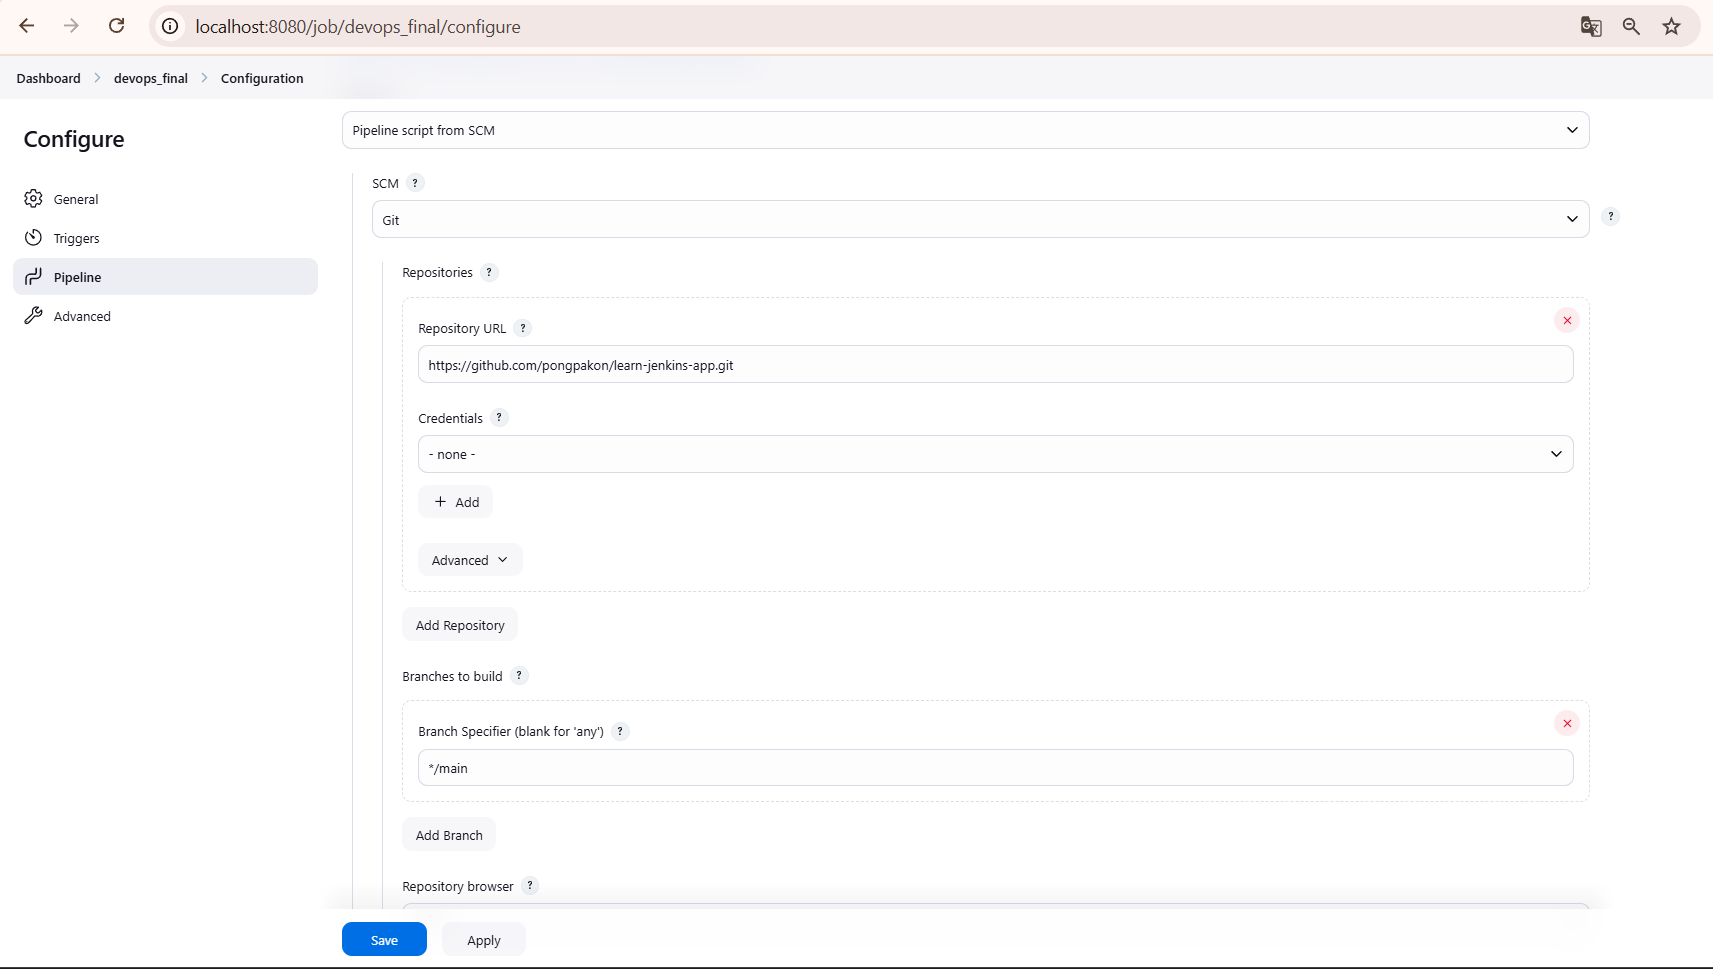 localhost:8080/job/devops_final/configure
Dashboard > devops_final > Configuration
Configure
General
Triggers
Pipeline
Advanced
Pipeline script from SCM
SCM ?
Git
?
Repositories ?
Repository URL ?
https://github.com/pongpakon/learn-jenkins-app.git
Credentials ?
- none -
+ Add
Advanced
Add Repository
Branches to build ?
Branch Specifier (blank for 'any') ?
*/main
Add Branch
Repository browser ?
Save Apply